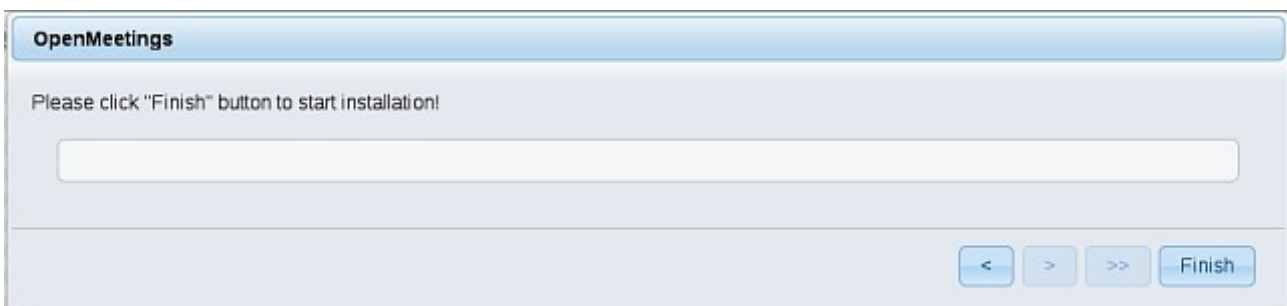 OpenMeetings
Please click "Finish" button to start installation!
< > >> Finish